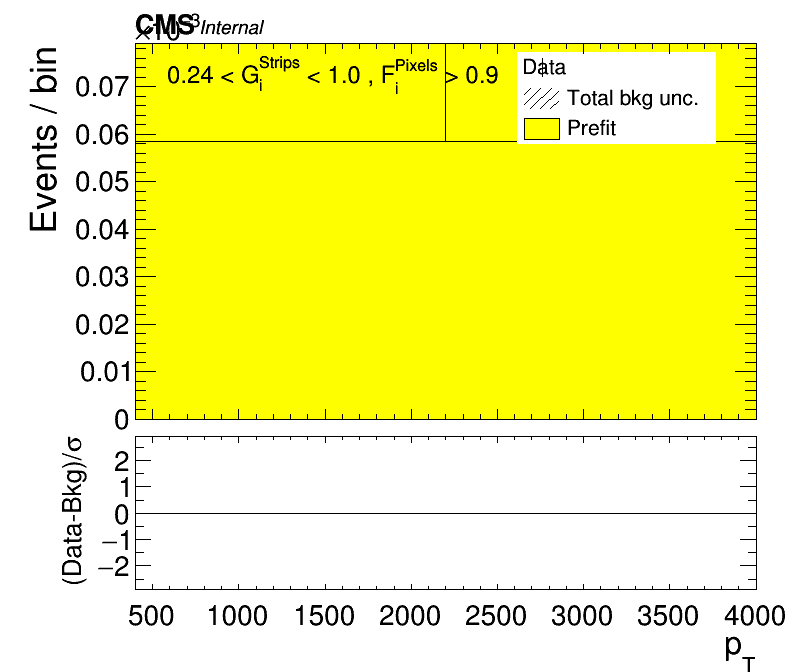 CMS Internal
×10⁻³
0.24 < G_i^Strips < 1.0 , F_i^Pixels > 0.9
Data
Total bkg unc.
Prefit
Events / bin
0.07
0.06
0.05
0.04
0.03
0.02
0.01
0
(Data-Bkg)/σ
2
1
0
−1
−2
500 1000 1500 2000 2500 3000 3500 4000
p_T